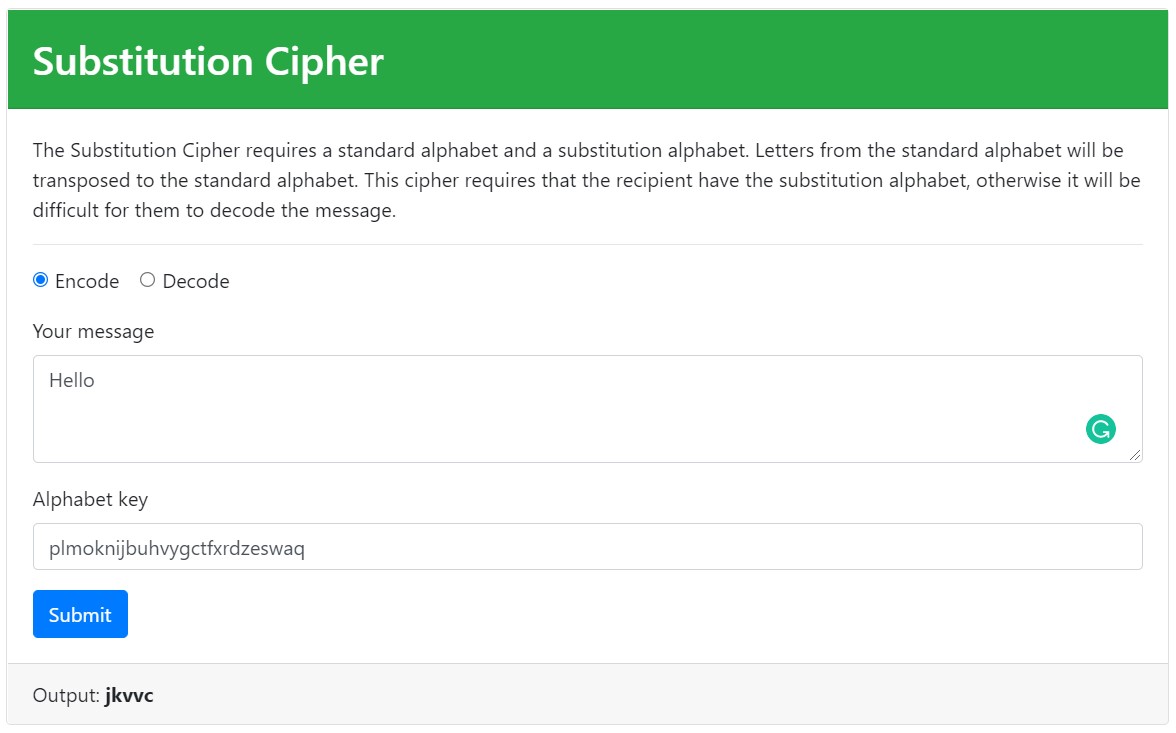 Substitution Cipher
The Substitution Cipher requires a standard alphabet and a substitution alphabet. Letters from the standard alphabet will be
transposed to the standard alphabet. This cipher requires that the recipient have the substitution alphabet, otherwise it will be
difficult for them to decode the message.
Encode Decode
Your message
Hello
Alphabet key
plmoknijbuhvygctfxrdzeswaq
Submit
Output: jkvvc